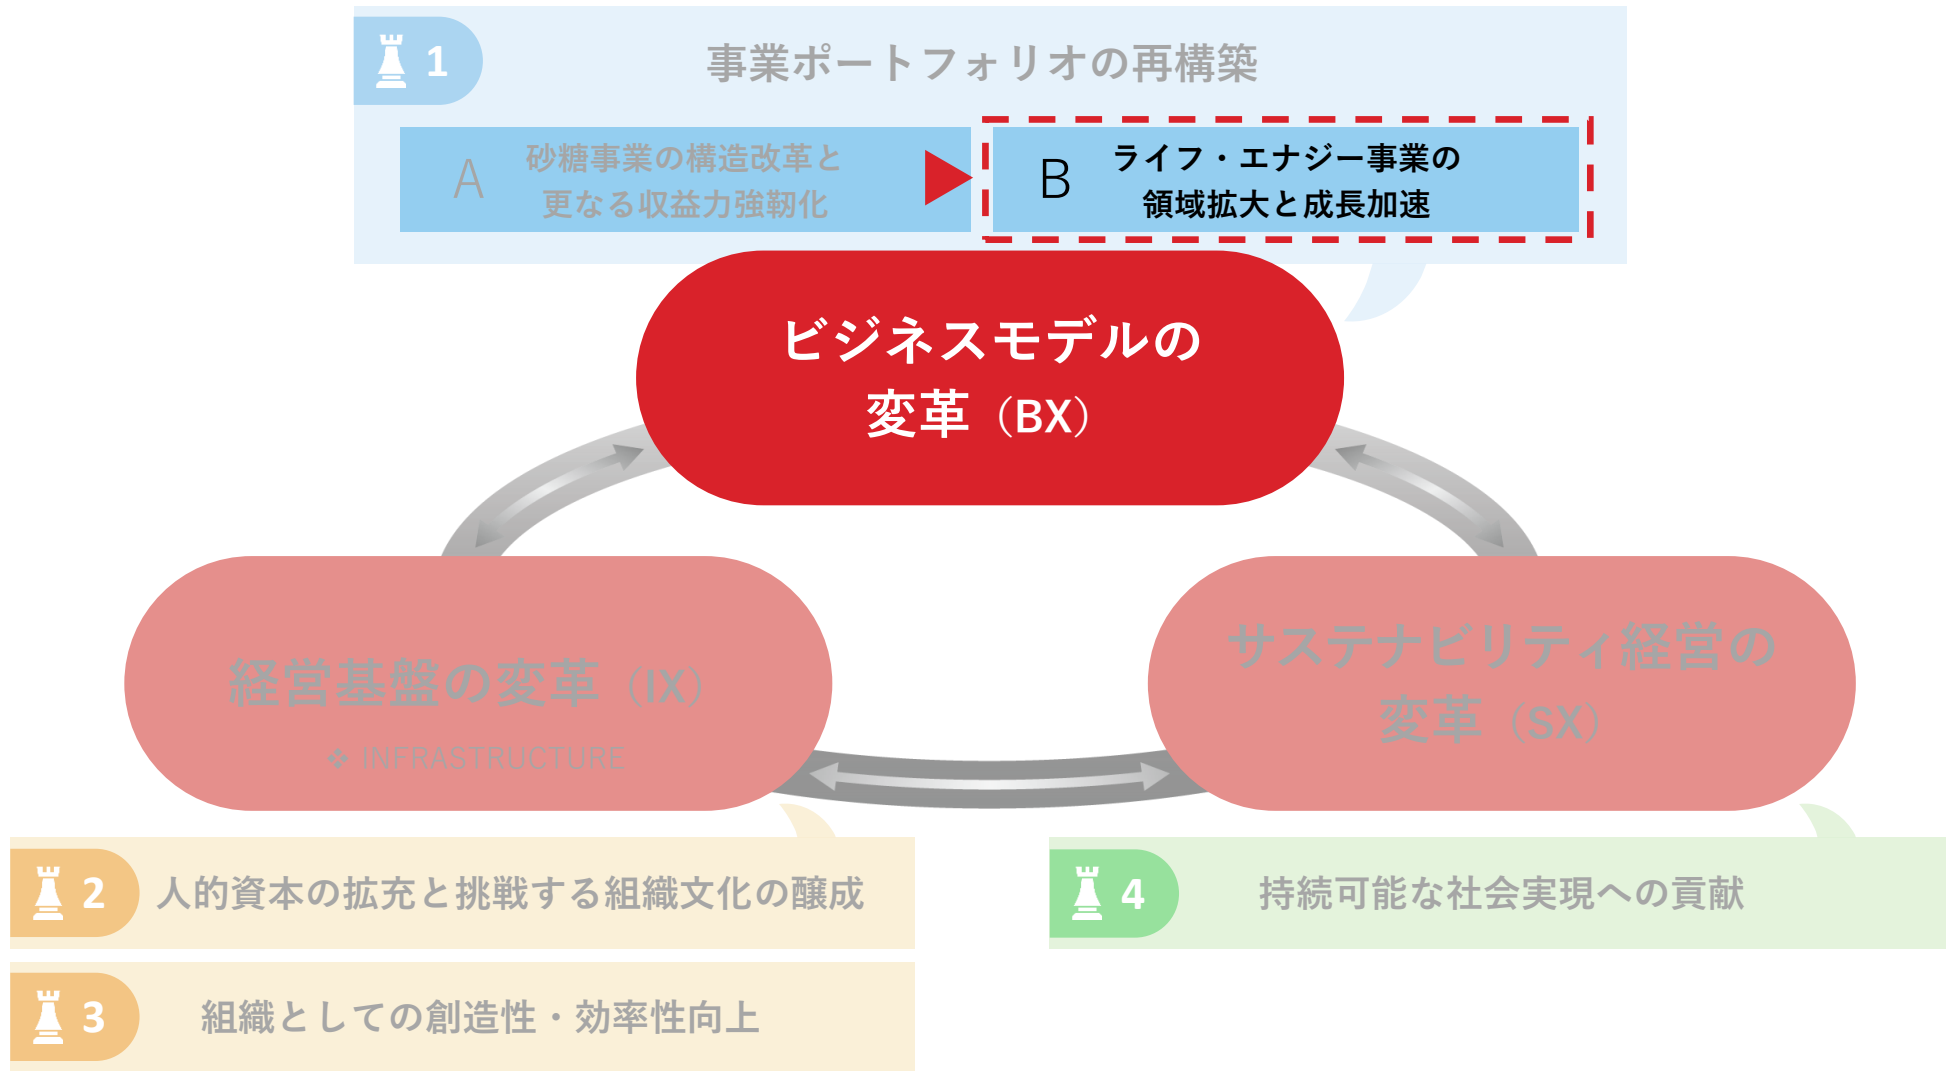 1
事業ポートフォリオの再構築
A
砂糖事業の構造改革と
更なる収益力強靭化
B
ライフ・エナジー事業の
領域拡大と成長加速
ビジネスモデルの
変革（BX）
経営基盤の変革（IX）
❖ INFRASTRUCTURE
サステナビリティ経営の
変革（SX）
2
人的資本の拡充と挑戦する組織文化の醸成
3
組織としての創造性・効率性向上
4
持続可能な社会実現への貢献